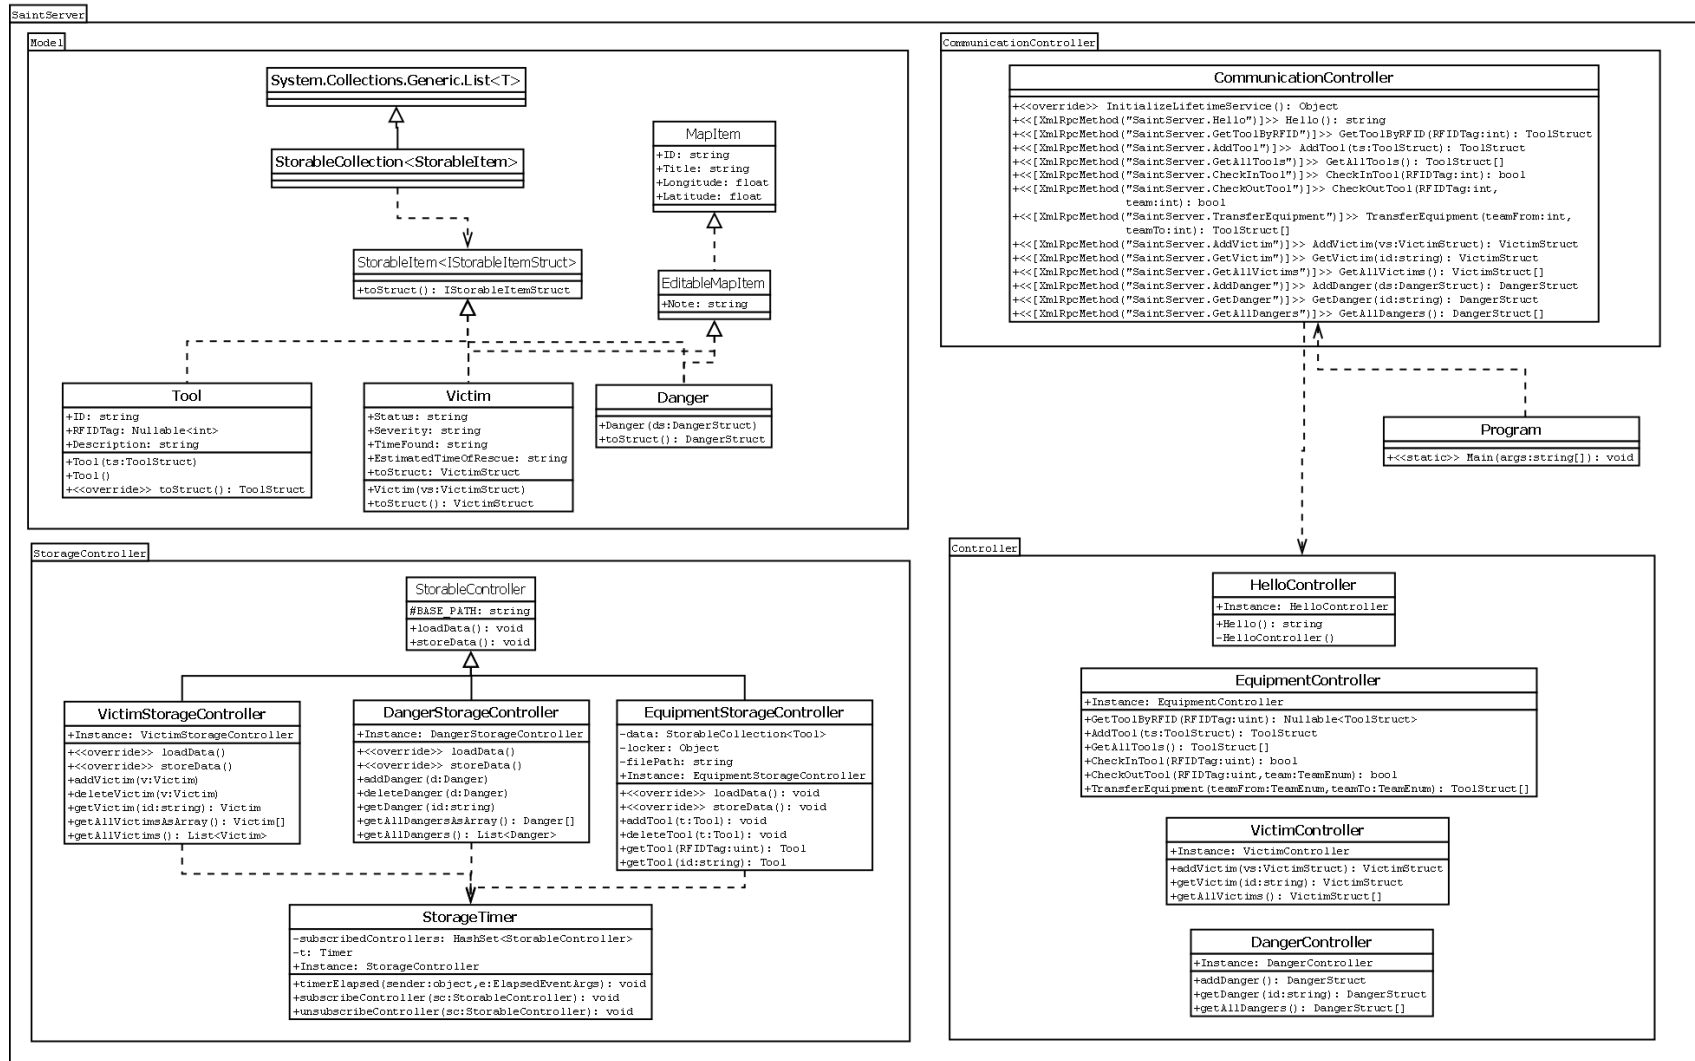 SaintServer
Model
System.Collections.Generic.List<T>
StorableCollection<StorableItem>
StorableItem<IStorableItemStruct>
+toStruct(): IStorableItemStruct
MapItem
+ID: string
+Title: string
+Longitude: float
+Latitude: float
EditableMapItem
+Note: string
Tool
+ID: string
+RFIDTag: Nullable<int>
+Description: string
+Tool(ts:ToolStruct)
+Tool()
+<<override>> toStruct(): ToolStruct
Victim
+Status: string
+Severity: string
+TimeFound: string
+EstimatedTimeOfRescue: string
+toStruct: VictimStruct
+Victim(vs:VictimStruct)
+toStruct(): VictimStruct
Danger
+Danger(ds:DangerStruct)
+toStruct(): DangerStruct
CommunicationController
CommunicationController
+<<override>> InitializeLifetimeService(): Object
+<<[XmlRpcMethod("SaintServer.Hello")]>> Hello(): string
+<<[XmlRpcMethod("SaintServer.GetToolByRFID")]>> GetToolByRFID(RFIDTag:int): ToolStruct
+<<[XmlRpcMethod("SaintServer.AddTool")]>> AddTool(ts:ToolStruct): ToolStruct
+<<[XmlRpcMethod("SaintServer.GetAllTools")]>> GetAllTools(): ToolStruct[]
+<<[XmlRpcMethod("SaintServer.CheckInTool")]>> CheckInTool(RFIDTag:int): bool
+<<[XmlRpcMethod("SaintServer.CheckOutTool")]>> CheckOutTool(RFIDTag:int,
team:int): bool
+<<[XmlRpcMethod("SaintServer.TransferEquipment")]>> TransferEquipment(teamFrom:int,
teamTo:int): ToolStruct[]
+<<[XmlRpcMethod("SaintServer.AddVictim")]>> AddVictim(vs:VictimStruct): VictimStruct
+<<[XmlRpcMethod("SaintServer.GetVictim")]>> GetVictim(id:string): VictimStruct
+<<[XmlRpcMethod("SaintServer.GetAllVictims")]>> GetAllVictims(): VictimStruct[]
+<<[XmlRpcMethod("SaintServer.AddDanger")]>> AddDanger(ds:DangerStruct): DangerStruct
+<<[XmlRpcMethod("SaintServer.GetDanger")]>> GetDanger(id:string): DangerStruct
+<<[XmlRpcMethod("SaintServer.GetAllDangers")]>> GetAllDangers(): DangerStruct[]
Program
+<<static>> Main(args:string[]): void
StorageController
StorableController
#BASE_PATH: string
+loadData(): void
+storeData(): void
VictimStorageController
+Instance: VictimStorageController
+<<override>> loadData()
+<<override>> storeData()
+addVictim(v:Victim)
+deleteVictim(v:Victim)
+getVictim(id:string): Victim
+getAllVictimsAsArray(): Victim[]
+getAllVictims(): List<Victim>
DangerStorageController
+Instance: DangerStorageController
+<<override>> loadData()
+<<override>> storeData()
+addDanger(d:Danger)
+deleteDanger(d:Danger)
+getDanger(id:string)
+getAllDangersAsArray(): Danger[]
+getAllDangers(): List<Danger>
EquipmentStorageController
-data: StorableCollection<Tool>
-locker: Object
-filePath: string
+Instance: EquipmentStorageController
+<<override>> loadData(): void
+<<override>> storeData(): void
+addTool(t:Tool): void
+deleteTool(t:Tool): void
+getTool(RFIDTag:uint): Tool
+getTool(id:string): Tool
StorageTimer
-subscribedControllers: HashSet<StorableController>
-t: Timer
+Instance: StorageController
+timerElapsed(sender:object,e:ElapsedEventArgs): void
+subscribeController(sc:StorableController): void
+unsubscribeController(sc:StorableController): void
Controller
HelloController
+Instance: HelloController
+Hello(): string
-HelloController()
EquipmentController
+Instance: EquipmentController
+GetToolByRFID(RFIDTag:uint): Nullable<ToolStruct>
+AddTool(ts:ToolStruct): ToolStruct
+GetAllTools(): ToolStruct[]
+CheckInTool(RFIDTag:uint): bool
+CheckOutTool(RFIDTag:uint,team:TeamEnum): bool
+TransferEquipment(teamFrom:TeamEnum,teamTo:TeamEnum): ToolStruct[]
VictimController
+Instance: VictimController
+addVictim(vs:VictimStruct): VictimStruct
+getVictim(id:string): VictimStruct
+getAllVictims(): VictimStruct[]
DangerController
+Instance: DangerController
+addDanger(): DangerStruct
+getDanger(id:string): DangerStruct
+getAllDangers(): DangerStruct[]